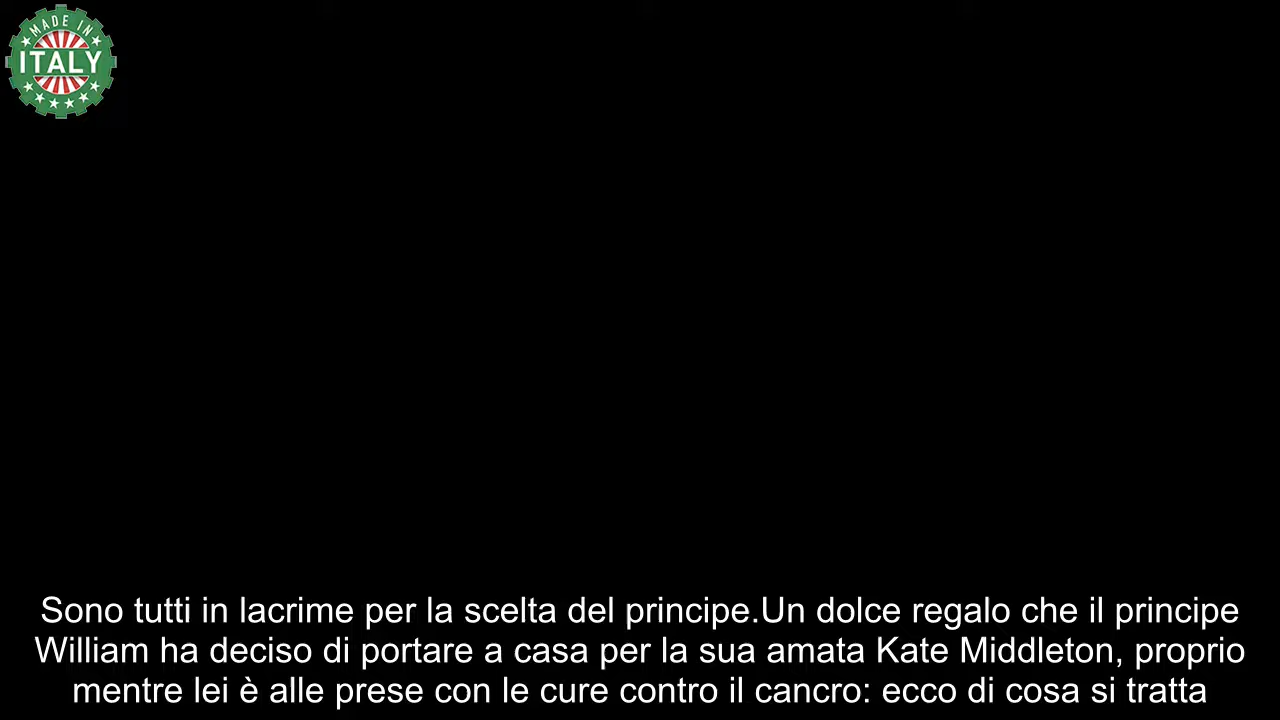 MADE IN
ITALY
Sono tutti in lacrime per la scelta del principe.Un dolce regalo che il principe
William ha deciso di portare a casa per la sua amata Kate Middleton, proprio
mentre lei è alle prese con le cure contro il cancro: ecco di cosa si tratta